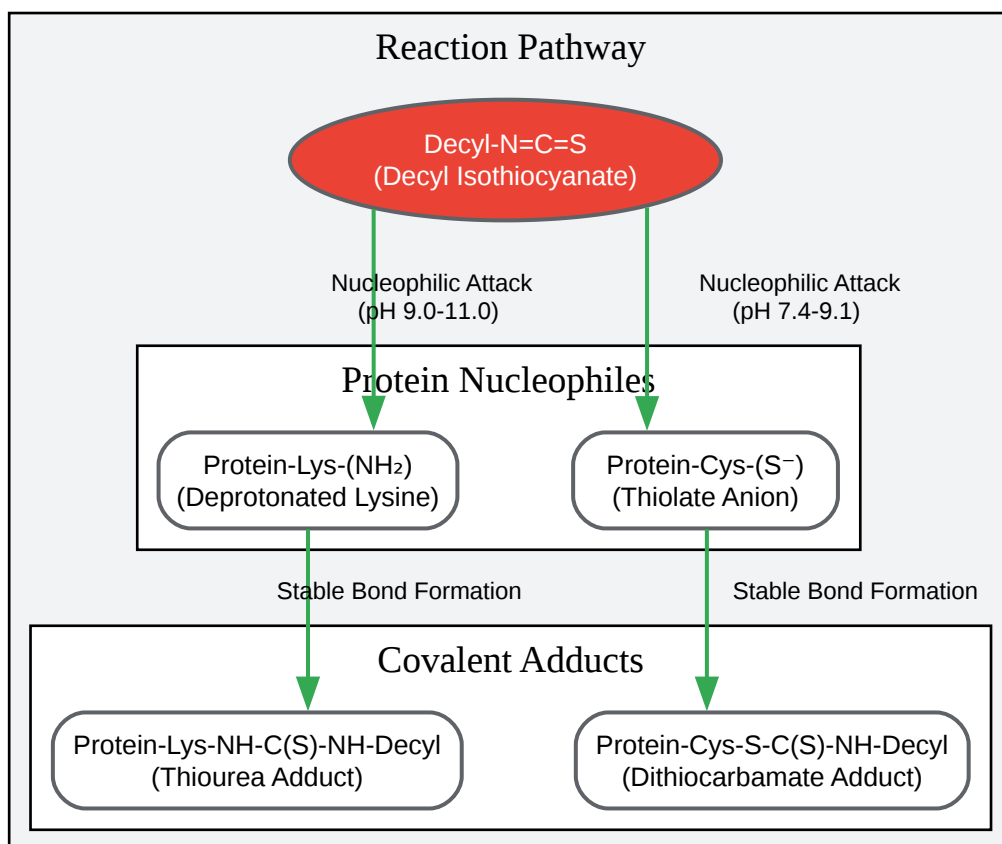 Reaction Pathway
Decyl-N=C=S
(Decyl Isothiocyanate)
Nucleophilic Attack
(pH 9.0-11.0)
Nucleophilic Attack
(pH 7.4-9.1)
Protein Nucleophiles
Protein-Lys-(NH₂)
(Deprotonated Lysine)
Protein-Cys-(S⁻)
(Thiolate Anion)
Stable Bond Formation
Stable Bond Formation
Covalent Adducts
Protein-Lys-NH-C(S)-NH-Decyl
(Thiourea Adduct)
Protein-Cys-S-C(S)-NH-Decyl
(Dithiocarbamate Adduct)